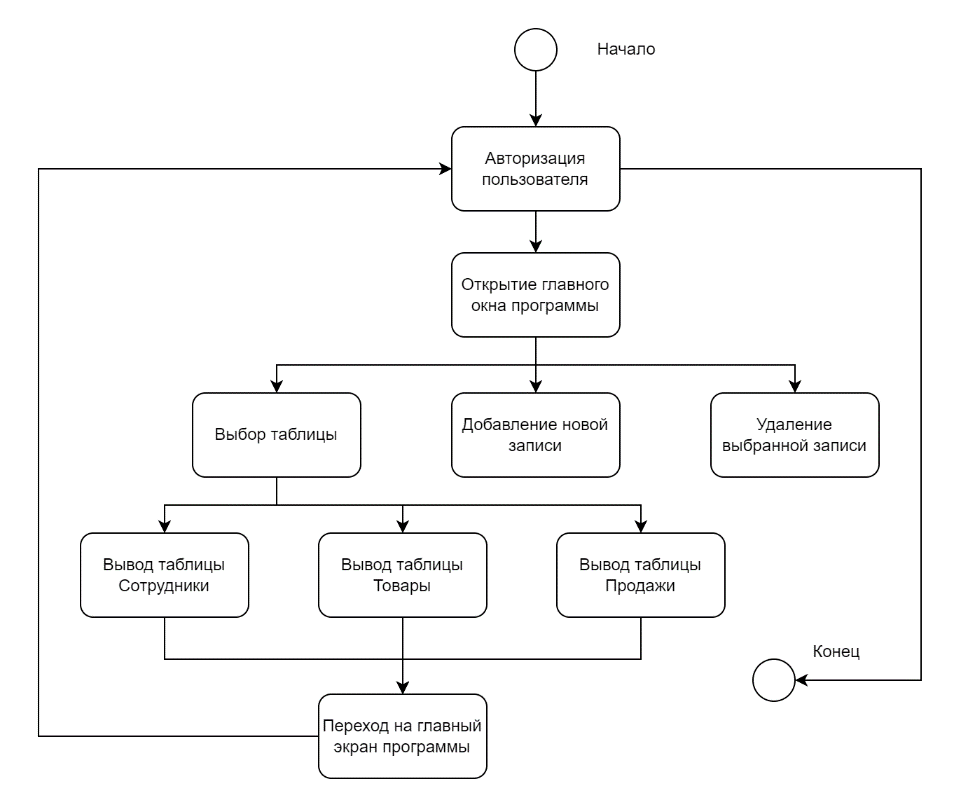 Начало
Авторизация
пользователя
Открытие главного
окна программы
Выбор таблицы
Добавление новой
записи
Удаление
выбранной записи
Вывод таблицы
Сотрудники
Вывод таблицы
Товары
Вывод таблицы
Продажи
Конец
Переход на главный
экран программы